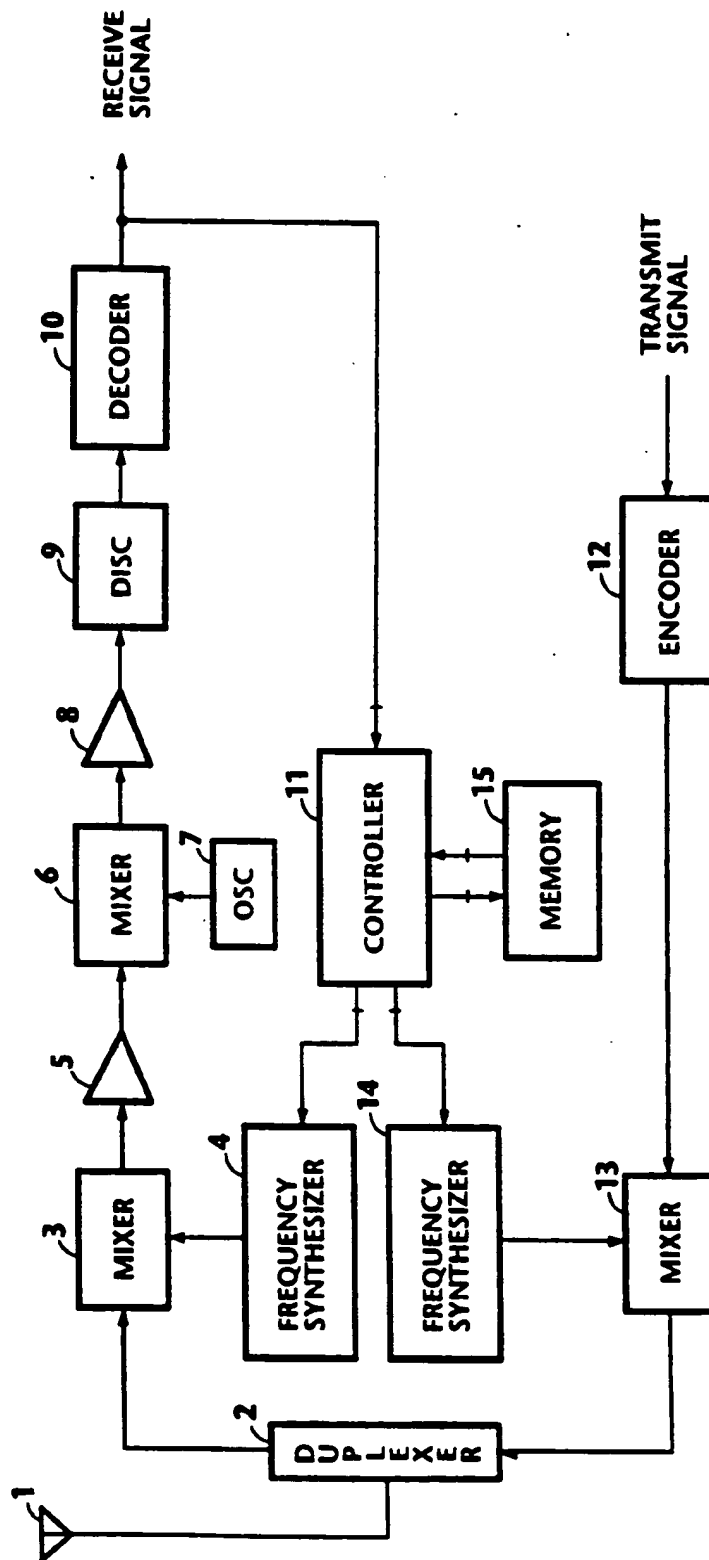 1
2
DUPLEXER
3
MIXER
5
6
MIXER
7
OSC
8
9
DISC
10
DECODER
RECEIVE
SIGNAL
4
FREQUENCY
SYNTHESIZER
14
FREQUENCY
SYNTHESIZER
11
CONTROLLER
15
MEMORY
13
MIXER
12
ENCODER
TRANSMIT
SIGNAL